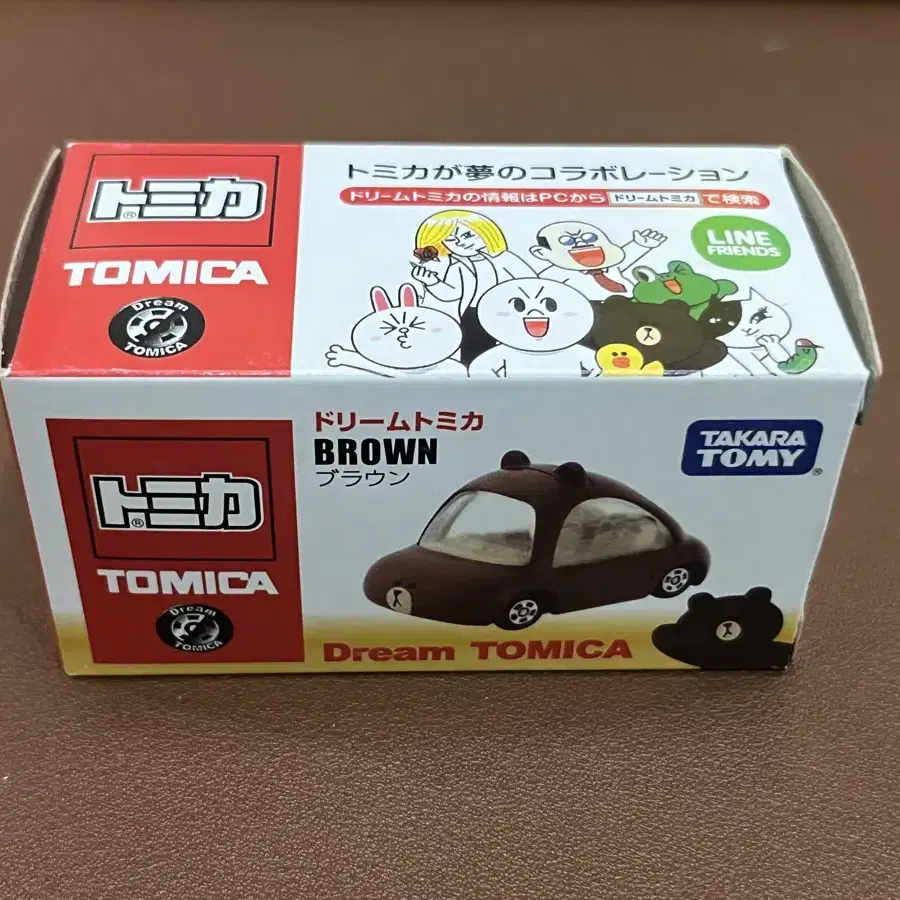 トミカ®
TOMICA
Dream
TOMICA
トミカが夢のコラボレーション
ドリームトミカの情報はPCから ドリームトミカ で検索
LINE
FRIENDS
トミカ®
TOMICA
Dream
TOMICA
ドリームトミカ
BROWN
ブラウン
TAKARA
TOMY®
Dream TOMICA